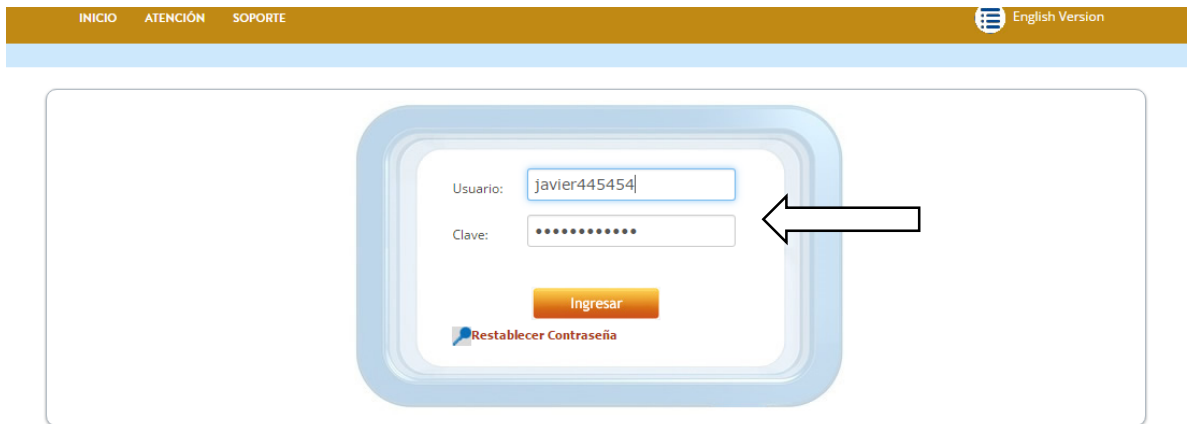 INICIO ATENCIÓN SOPORTE English Version
Usuario: javier445454
Clave: ••••••••••••
Ingresar
Restablecer Contraseña